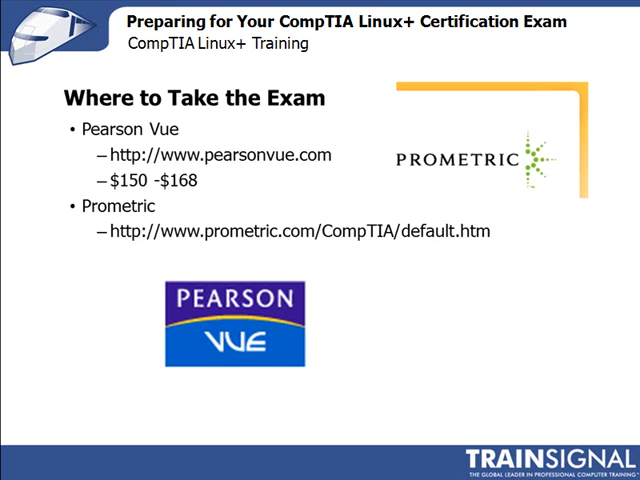 Preparing for Your CompTIA Linux+ Certification Exam
CompTIA Linux+ Training
Where to Take the Exam
• Pearson Vue
– http://www.pearsonvue.com
– $150 -$168
• Prometric
– http://www.prometric.com/CompTIA/default.htm
PROMETRIC
PEARSON
VUE
TRAINSIGNAL
THE GLOBAL LEADER IN PROFESSIONAL COMPUTER TRAINING